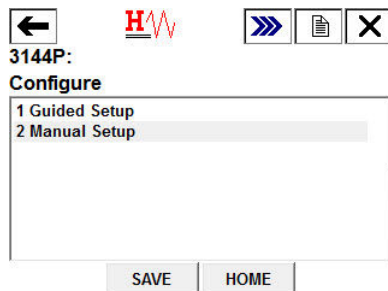 H
3144P:
Configure
1 Guided Setup
2 Manual Setup
SAVE HOME